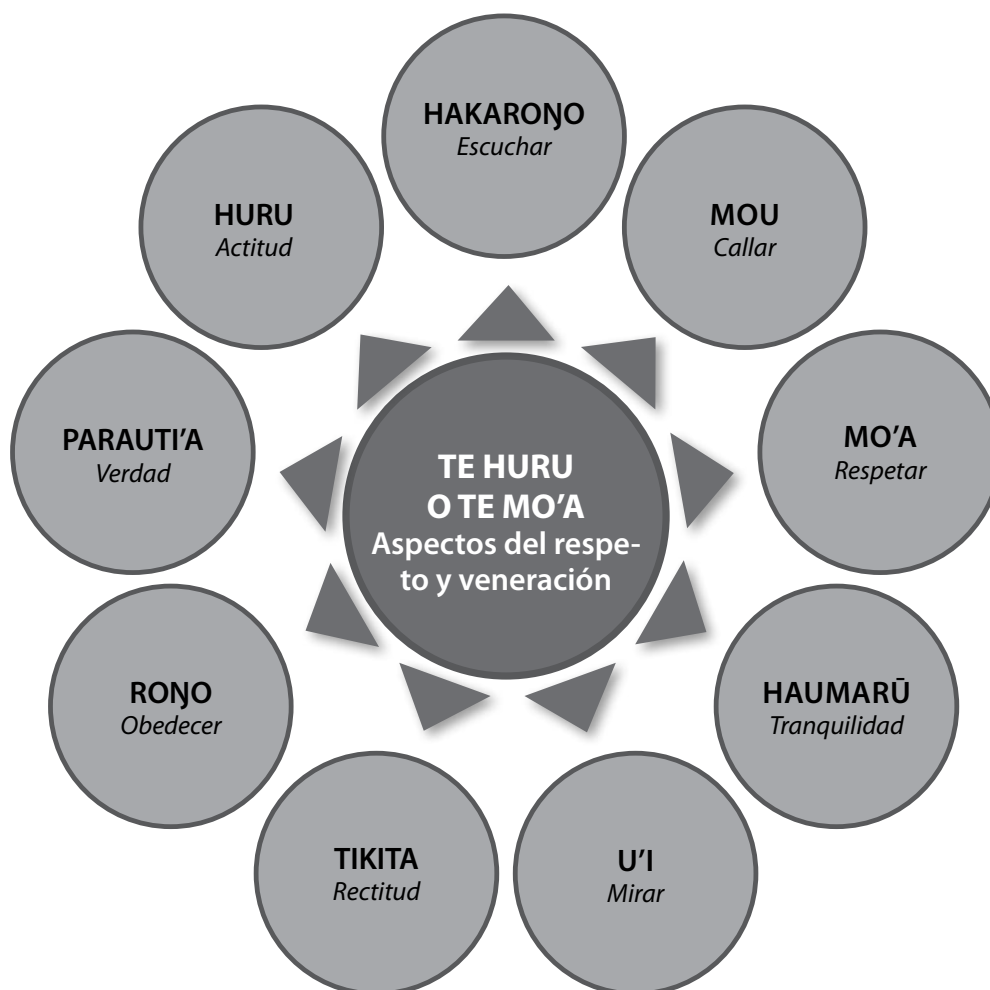 HAKAROŊO
Escuchar
HURU
Actitud
MOU
Callar
PARAUTI’A
Verdad
MO’A
Respetar
TE HURU
O TE MO’A
Aspectos del respe-
to y veneración
ROŊO
Obedecer
HAUMARŪ
Tranquilidad
TIKITA
Rectitud
U’I
Mirar